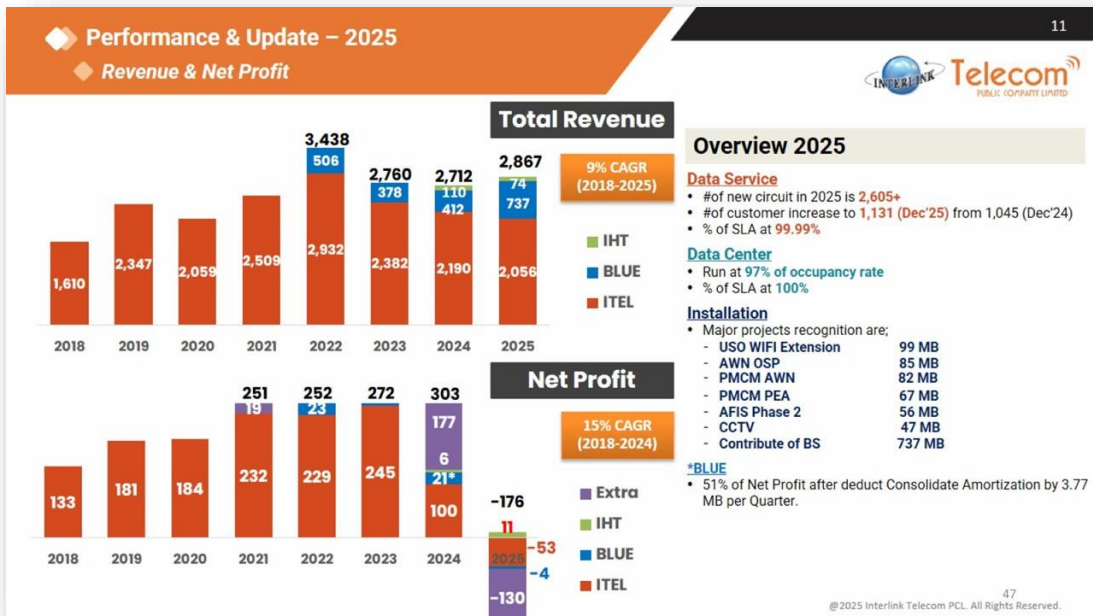 11
Performance & Update – 2025
Revenue & Net Profit
INTERLINK Telecom
PUBLIC COMPANY LIMITED
Total Revenue
9% CAGR
(2018-2025)
3,438
506
2,932
2,760
378
2,382
2,712
110
412
2,190
2,867
74
737
2,056
1,610
2,347
2,059
2,509
IHT
BLUE
ITEL
2018 2019 2020 2021 2022 2023 2024 2025
Net Profit
15% CAGR
(2018-2024)
251
19
232
252
23
229
272
245
303
177
6
21*
100
133
181
184
-176
11
-53
-4
-130
Extra
IHT
BLUE
ITEL
2018 2019 2020 2021 2022 2023 2024 2025
Overview 2025
Data Service
• #of new circuit in 2025 is 2,605+
• #of customer increase to 1,131 (Dec'25) from 1,045 (Dec'24)
• % of SLA at 99.99%
Data Center
• Run at 97% of occupancy rate
• % of SLA at 100%
Installation
• Major projects recognition are;
- USO WIFI Extension 99 MB
- AWN OSP 85 MB
- PMCM AWN 82 MB
- PMCM PEA 67 MB
- AFIS Phase 2 56 MB
- CCTV 47 MB
- Contribute of BS 737 MB
*BLUE
• 51% of Net Profit after deduct Consolidate Amortization by 3.77
MB per Quarter.
47
@2025 Interlink Telecom PCL. All Rights Reserved.